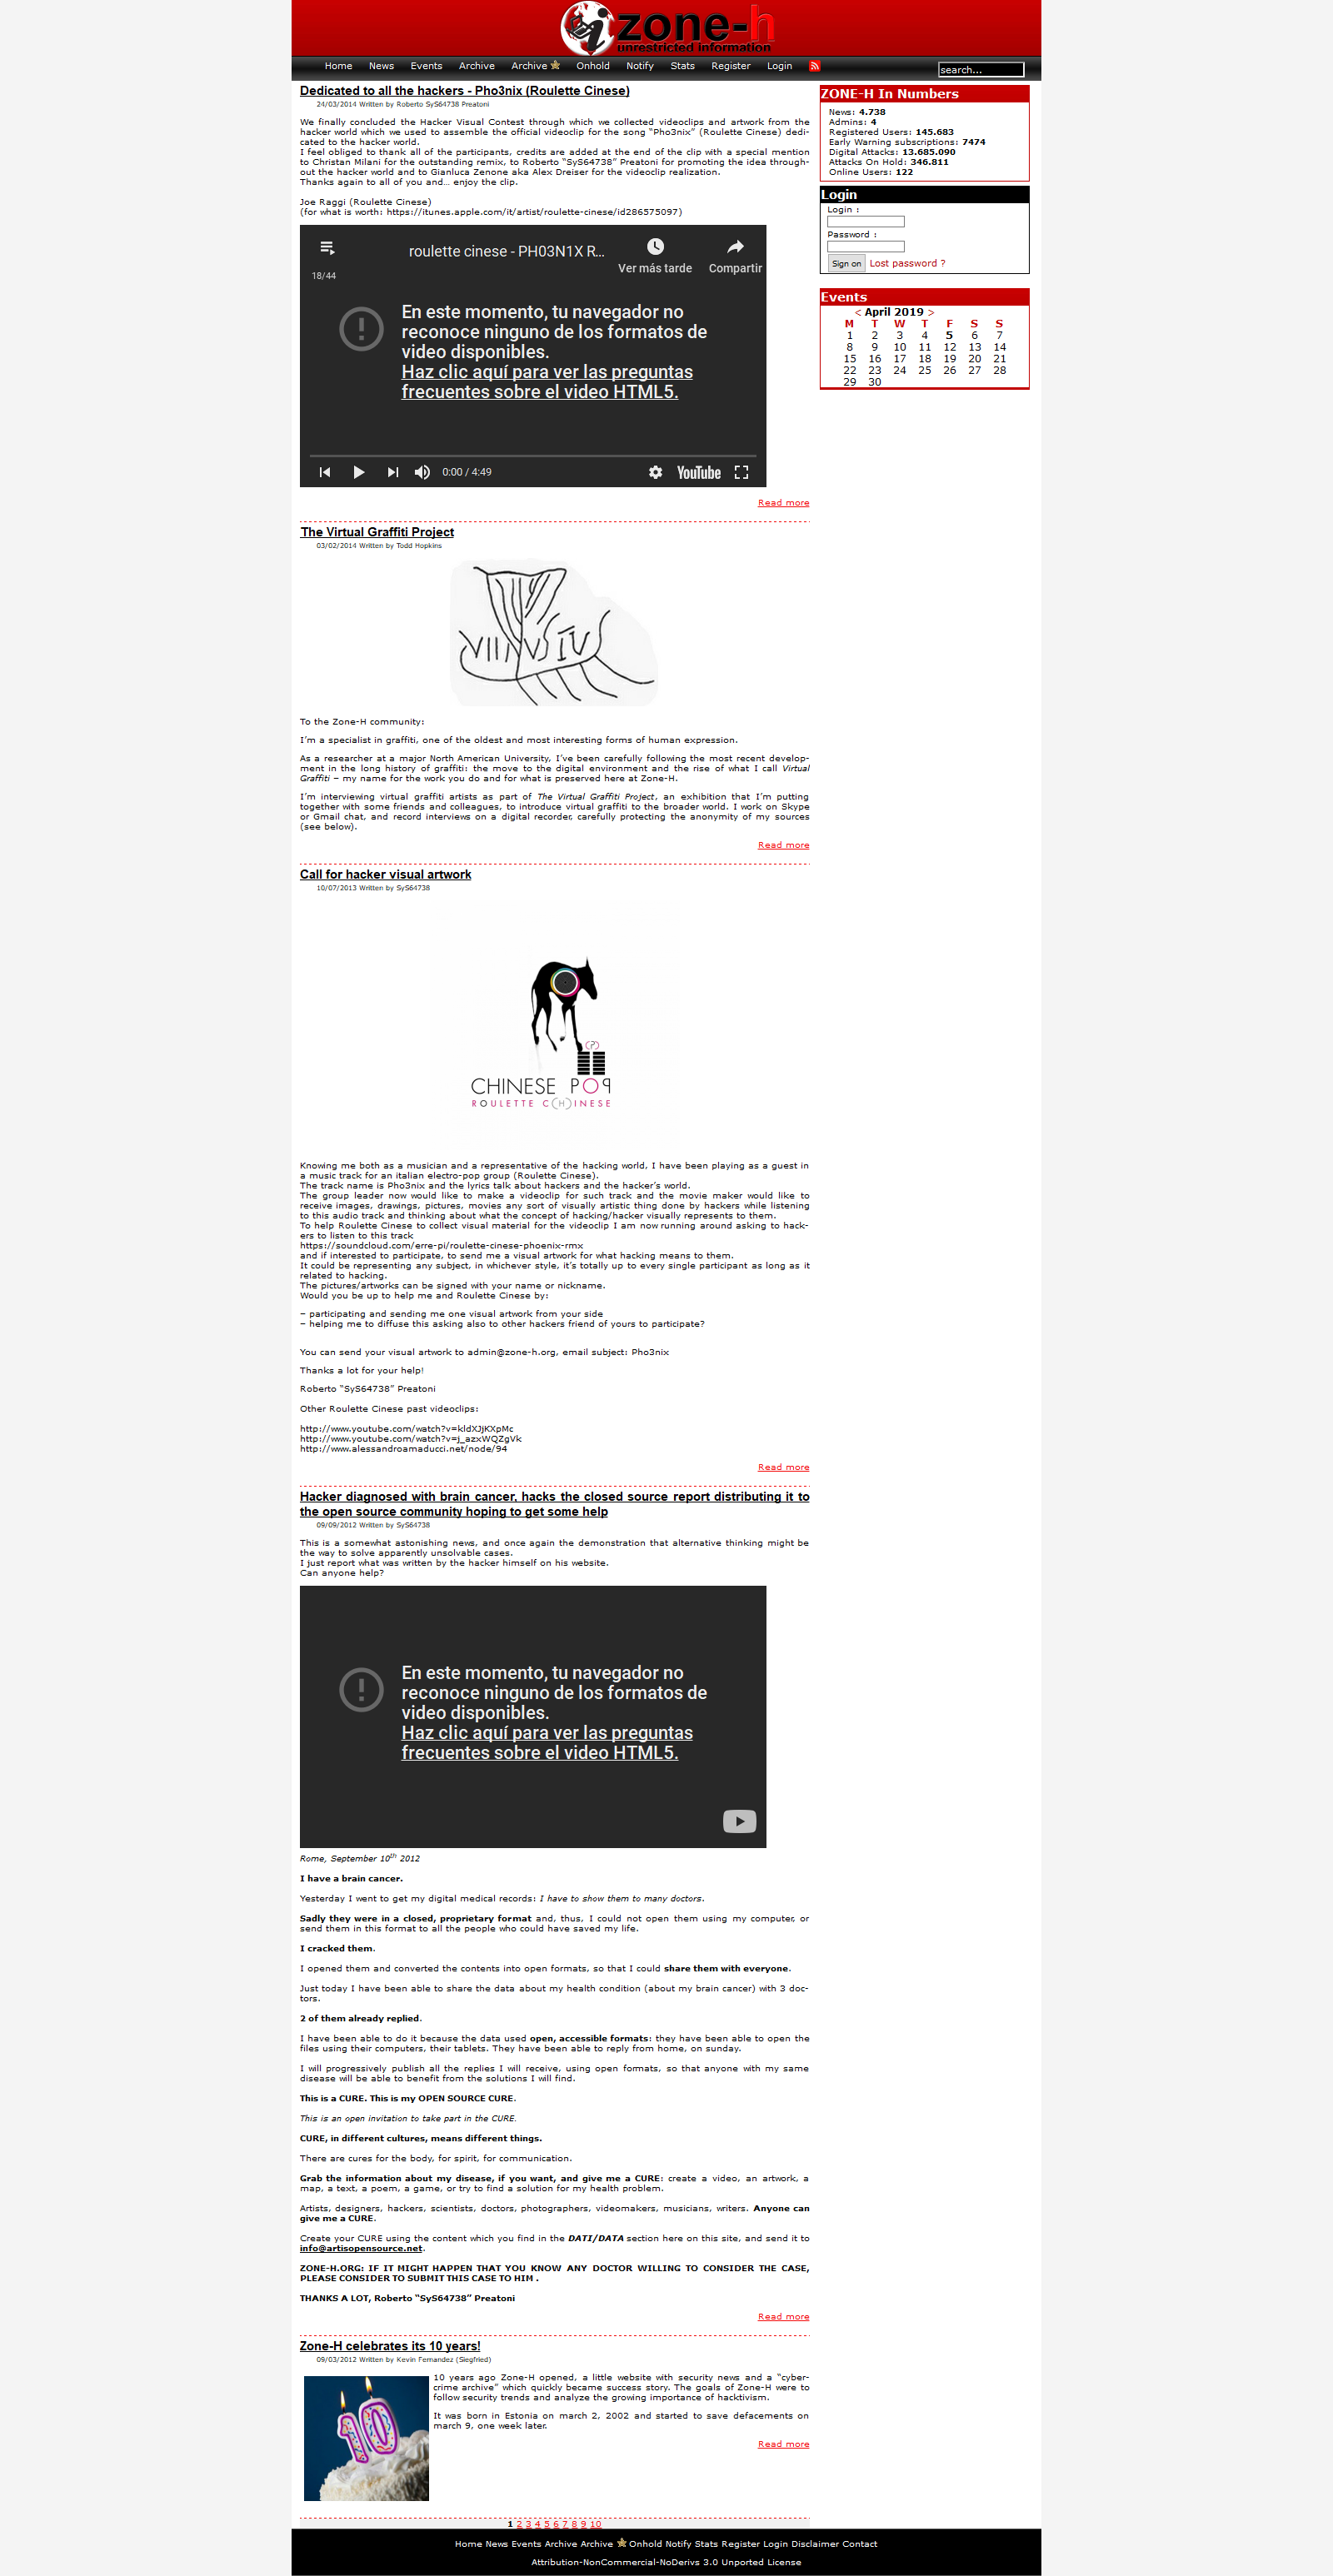 zone-h
unrestricted information
Home News Events Archive Archive Onhold Notify Stats Register Login
search...
Dedicated to all the hackers - Pho3nix (Roulette Cinese)
24/03/2014 Written by Roberto SyS64738 Preatoni
We finally concluded the Hacker Visual Contest through which we collected videoclips and artwork from the
hacker world which we used to assemble the official videoclip for the song “Pho3nix” (Roulette Cinese) dedi-
cated to the hacker world.
I feel obliged to thank all of the participants, credits are added at the end of the clip with a special mention
to Christan Milani for the outstanding remix, to Roberto “SyS64738” Preatoni for promoting the idea through-
out the hacker world and to Gianluca Zenone aka Alex Dreiser for the videoclip realization.
Thanks again to all of you and… enjoy the clip.
Joe Raggi (Roulette Cinese)
(for what is worth: https://itunes.apple.com/it/artist/roulette-cinese/id286575097)
18/44
roulette cinese - PH03N1X R...
Ver más tarde
Compartir
En este momento, tu navegador no
reconoce ninguno de los formatos de
video disponibles.
Haz clic aquí para ver las preguntas
frecuentes sobre el video HTML5.
0:00 / 4:49
YouTube
Read more
The Virtual Graffiti Project
03/02/2014 Written by Todd Hopkins
To the Zone-H community:
I’m a specialist in graffiti, one of the oldest and most interesting forms of human expression.
As a researcher at a major North American University, I’ve been carefully following the most recent develop-
ment in the long history of graffiti: the move to the digital environment and the rise of what I call Virtual
Graffiti – my name for the work you do and for what is preserved here at Zone-H.
I’m interviewing virtual graffiti artists as part of The Virtual Graffiti Project, an exhibition that I’m putting
together with some friends and colleagues, to introduce virtual graffiti to the broader world. I work on Skype
or Gmail chat, and record interviews on a digital recorder, carefully protecting the anonymity of my sources
(see below).
Read more
Call for hacker visual artwork
10/07/2013 Written by SyS64738
CHINESE POP
ROULETTE C(H)INESE
Knowing me both as a musician and a representative of the hacking world, I have been playing as a guest in
a music track for an italian electro-pop group (Roulette Cinese).
The track name is Pho3nix and the lyrics talk about hackers and the hacker’s world.
The group leader now would like to make a videoclip for such track and the movie maker would like to
receive images, drawings, pictures, movies any sort of visually artistic thing done by hackers while listening
to this audio track and thinking about what the concept of hacking/hacker visually represents to them.
To help Roulette Cinese to collect visual material for the videoclip I am now running around asking to hack-
ers to listen to this track
https://soundcloud.com/erre-pi/roulette-cinese-phoenix-rmx
and if interested to participate, to send me a visual artwork for what hacking means to them.
It could be representing any subject, in whichever style, it’s totally up to every single participant as long as it
related to hacking.
The pictures/artworks can be signed with your name or nickname.
Would you be up to help me and Roulette Cinese by:
– participating and sending me one visual artwork from your side
– helping me to diffuse this asking also to other hackers friend of yours to participate?
You can send your visual artwork to admin@zone-h.org, email subject: Pho3nix
Thanks a lot for your help!
Roberto “SyS64738” Preatoni
Other Roulette Cinese past videoclips:
http://www.youtube.com/watch?v=kldXJjKXpMc
http://www.youtube.com/watch?v=j_azxWQZgVk
http://www.alessandroamaducci.net/node/94
Read more
Hacker diagnosed with brain cancer, hacks the closed source report distributing it to
the open source community hoping to get some help
09/09/2012 Written by SyS64738
This is a somewhat astonishing news, and once again the demonstration that alternative thinking might be
the way to solve apparently unsolvable cases.
I just report what was written by the hacker himself on his website.
Can anyone help?
En este momento, tu navegador no
reconoce ninguno de los formatos de
video disponibles.
Haz clic aquí para ver las preguntas
frecuentes sobre el video HTML5.
Rome, September 10th 2012
I have a brain cancer.
Yesterday I went to get my digital medical records: I have to show them to many doctors.
Sadly they were in a closed, proprietary format and, thus, I could not open them using my computer, or
send them in this format to all the people who could have saved my life.
I cracked them.
I opened them and converted the contents into open formats, so that I could share them with everyone.
Just today I have been able to share the data about my health condition (about my brain cancer) with 3 doc-
tors.
2 of them already replied.
I have been able to do it because the data used open, accessible formats: they have been able to open the
files using their computers, their tablets. They have been able to reply from home, on sunday.
I will progressively publish all the replies I will receive, using open formats, so that anyone with my same
disease will be able to benefit from the solutions I will find.
This is a CURE. This is my OPEN SOURCE CURE.
This is an open invitation to take part in the CURE.
CURE, in different cultures, means different things.
There are cures for the body, for spirit, for communication.
Grab the information about my disease, if you want, and give me a CURE: create a video, an artwork, a
map, a text, a poem, a game, or try to find a solution for my health problem.
Artists, designers, hackers, scientists, doctors, photographers, videomakers, musicians, writers. Anyone can
give me a CURE.
Create your CURE using the content which you find in the DATI/DATA section here on this site, and send it to
info@artisopensource.net.
ZONE-H.ORG: IF IT MIGHT HAPPEN THAT YOU KNOW ANY DOCTOR WILLING TO CONSIDER THE CASE,
PLEASE CONSIDER TO SUBMIT THIS CASE TO HIM .
THANKS A LOT, Roberto “SyS64738” Preatoni
Read more
Zone-H celebrates its 10 years!
09/03/2012 Written by Kevin Fernandez (Siegfried)
10
10 years ago Zone-H opened, a little website with security news and a “cyber-
crime archive” which quickly became success story. The goals of Zone-H were to
follow security trends and analyze the growing importance of hacktivism.
It was born in Estonia on march 2, 2002 and started to save defacements on
march 9, one week later.
Read more
1 2 3 4 5 6 7 8 9 10
ZONE-H In Numbers
News: 4.738
Admins: 4
Registered Users: 145.683
Early Warning subscriptions: 7474
Digital Attacks: 13.685.090
Attacks On Hold: 346.811
Online Users: 122
Login
Login :
Password :
Sign on Lost password ?
Events
< April 2019 >
M T W T F S S
1 2 3 4 5 6 7
8 9 10 11 12 13 14
15 16 17 18 19 20 21
22 23 24 25 26 27 28
29 30
Home News Events Archive Archive Onhold Notify Stats Register Login Disclaimer Contact
Attribution-NonCommercial-NoDerivs 3.0 Unported License